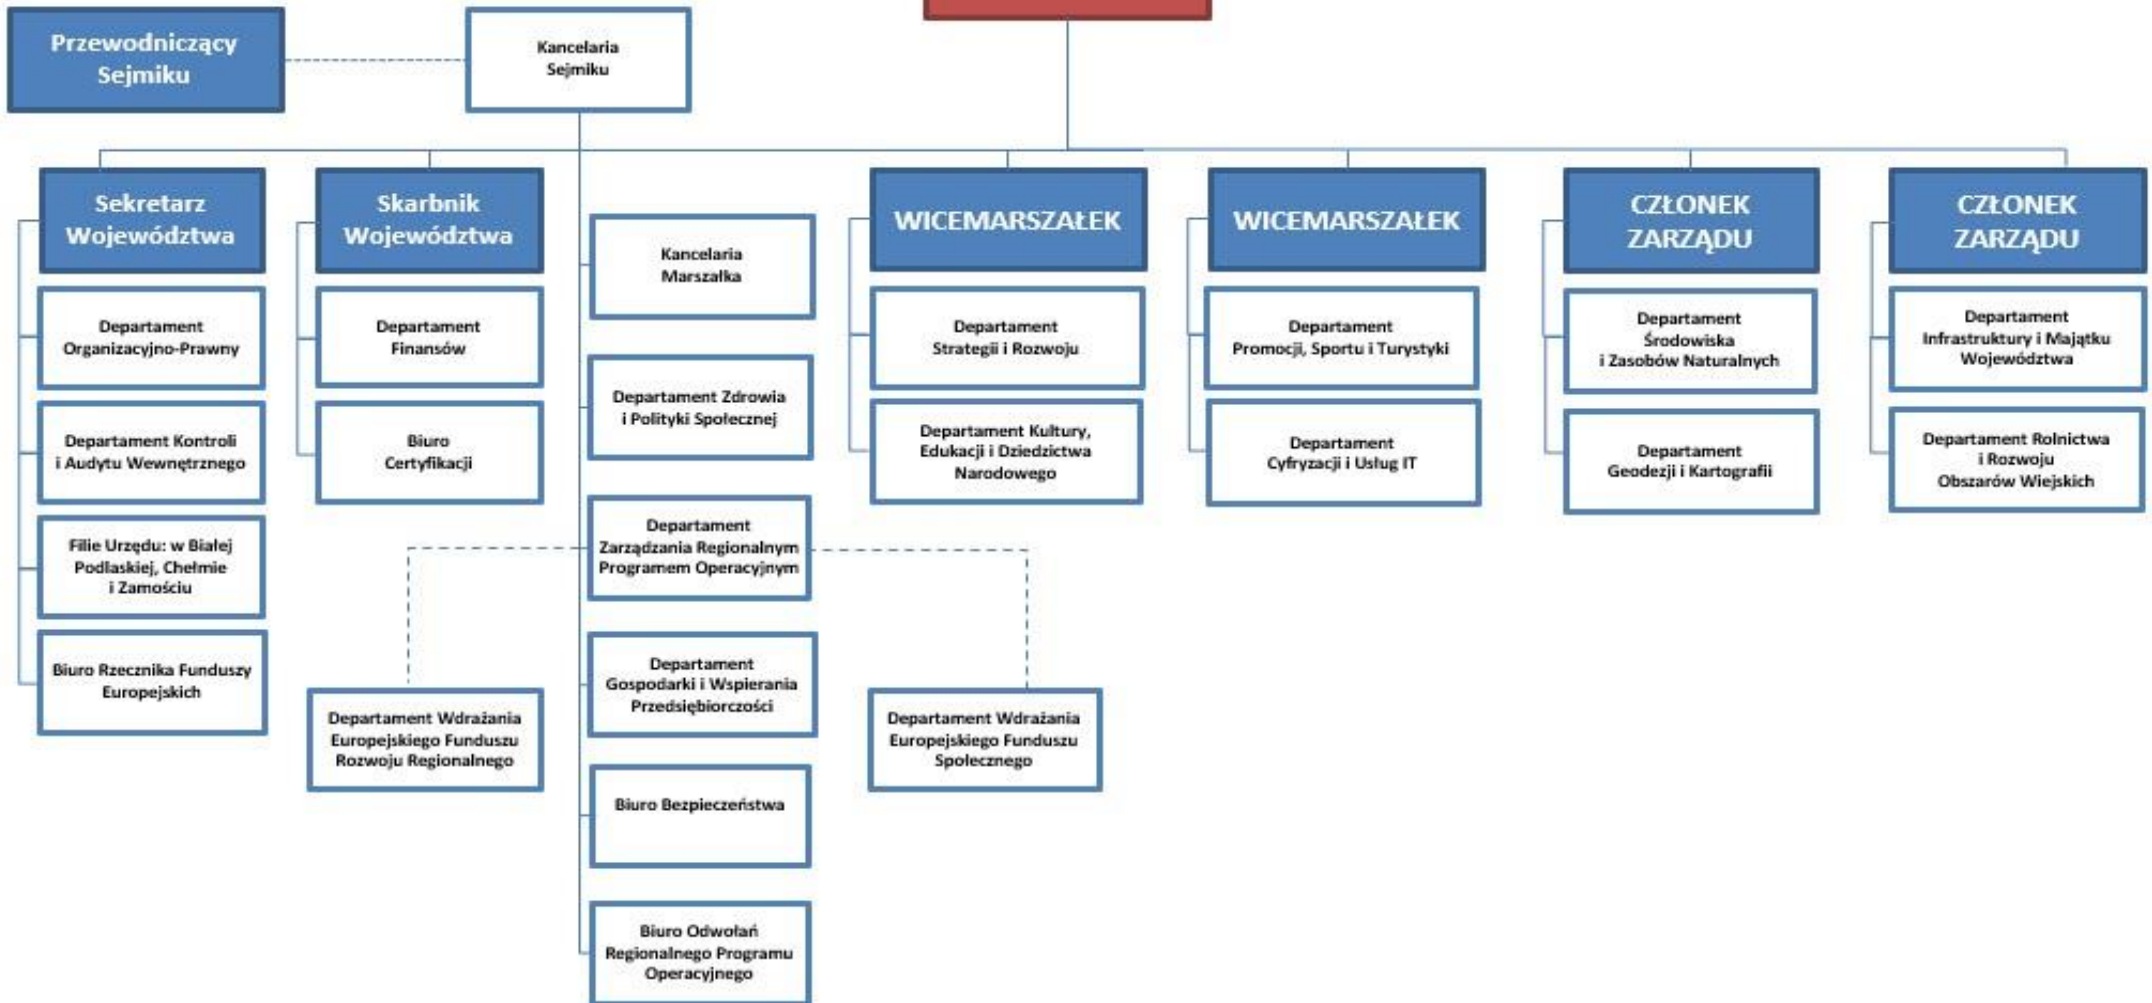 Przewodniczący
Sejmiku
Kancelaria
Sejmiku
Sekretarz
Województwa
Departament
Organizacyjno-Prawny
Departament Kontroli
i Audytu Wewnętrznego
Filie Urzędu: w Białej
Podlaskiej, Chełmie
i Zamościu
Biuro Rzecznika Funduszy
Europejskich
Skarbnik
Województwa
Departament
Finansów
Biuro
Certyfikacji
Departament Wdrażania
Europejskiego Funduszu
Rozwoju Regionalnego
Kancelaria
Marszałka
Departament Zdrowia
i Polityki Społecznej
Departament
Zarządzania Regionalnym
Programem Operacyjnym
Departament
Gospodarki i Wspierania
Przedsiębiorczości
Biuro Bezpieczeństwa
Biuro Odwołań
Regionalnego Programu
Operacyjnego
WICEMARSZAŁEK
Departament
Strategii i Rozwoju
Departament Kultury,
Edukacji i Dziedzictwa
Narodowego
Departament Wdrażania
Europejskiego Funduszu
Społecznego
WICEMARSZAŁEK
Departament
Promocji, Sportu i Turystyki
Departament
Cyfryzacji i Usług IT
CZŁONEK
ZARZĄDU
Departament
Środowiska
i Zasobów Naturalnych
Departament
Geodezji i Kartografii
CZŁONEK
ZARZĄDU
Departament
Infrastruktury i Majątku
Województwa
Departament Rolnictwa
i Rozwoju
Obszarów Wiejskich